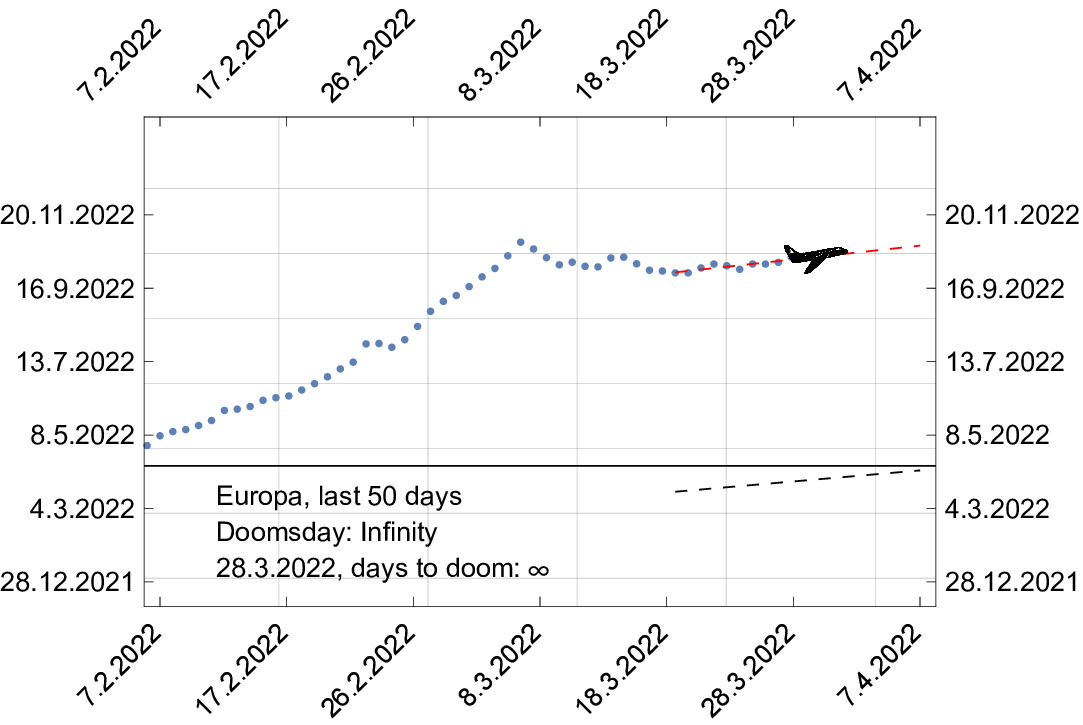 7.2.2022 17.2.2022 26.2.2022 8.3.2022 18.3.2022 28.3.2022 7.4.2022
20.11.2022 20.11.2022
16.9.2022 16.9.2022
13.7.2022 13.7.2022
8.5.2022 8.5.2022
Europa, last 50 days
4.3.2022 4.3.2022
Doomsday: Infinity
28.3.2022, days to doom: ∞
28.12.2021 28.12.2021
7.2.2022 17.2.2022 26.2.2022 8.3.2022 18.3.2022 28.3.2022 7.4.2022